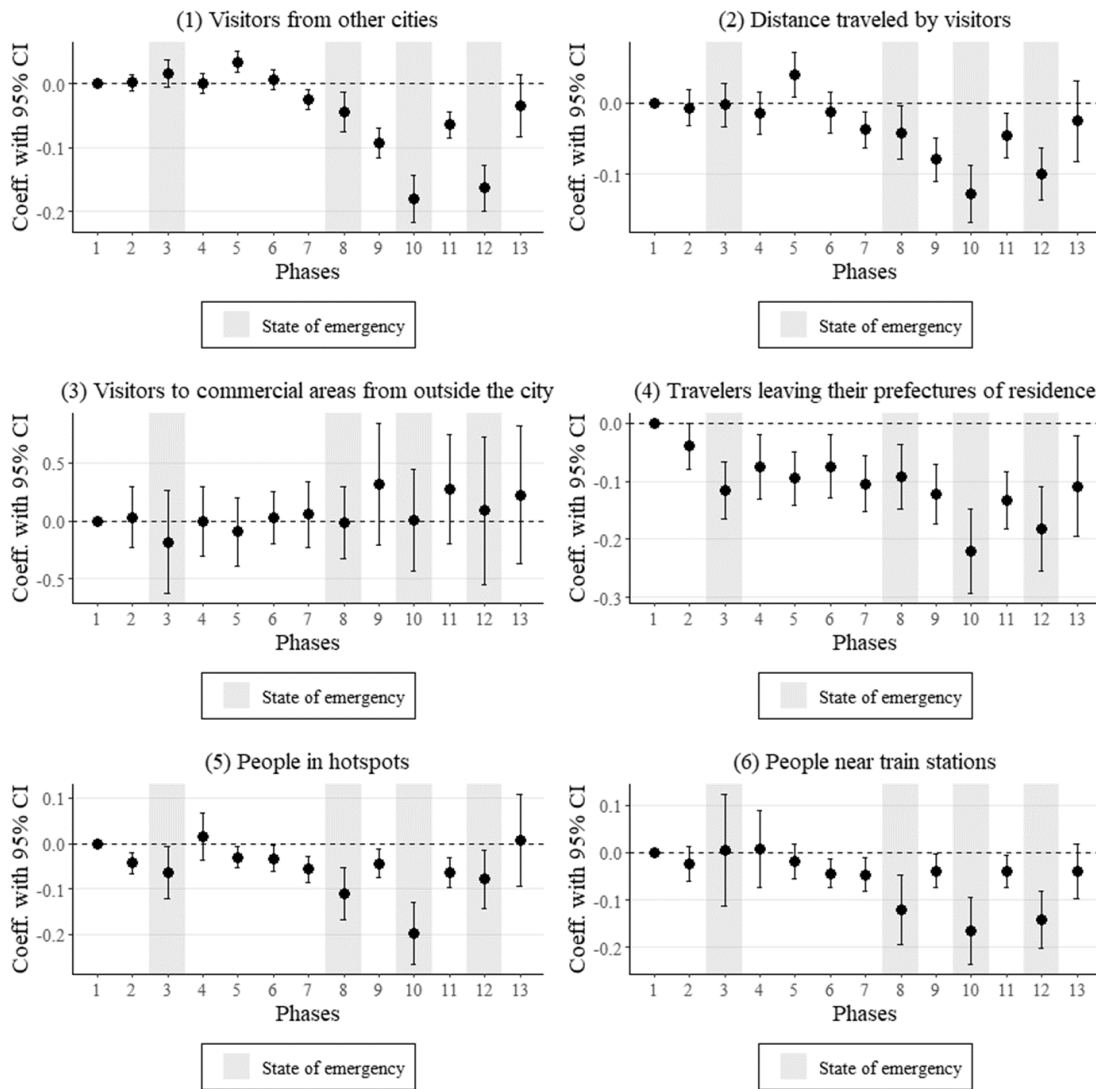 (1) Visitors from other cities
Coeff. with 95% CI
0.0
-0.1
-0.2
1 2 3 4 5 6 7 8 9 10 11 12 13
Phases
State of emergency
(2) Distance traveled by visitors
Coeff. with 95% CI
0.0
-0.1
1 2 3 4 5 6 7 8 9 10 11 12 13
Phases
State of emergency
(3) Visitors to commercial areas from outside the city
Coeff. with 95% CI
0.5
0.0
-0.5
1 2 3 4 5 6 7 8 9 10 11 12 13
Phases
State of emergency
(4) Travelers leaving their prefectures of residence
Coeff. with 95% CI
0.0
-0.1
-0.2
-0.3
1 2 3 4 5 6 7 8 9 10 11 12 13
Phases
State of emergency
(5) People in hotspots
Coeff. with 95% CI
0.1
0.0
-0.1
-0.2
1 2 3 4 5 6 7 8 9 10 11 12 13
Phases
State of emergency
(6) People near train stations
Coeff. with 95% CI
0.1
0.0
-0.1
-0.2
1 2 3 4 5 6 7 8 9 10 11 12 13
Phases
State of emergency